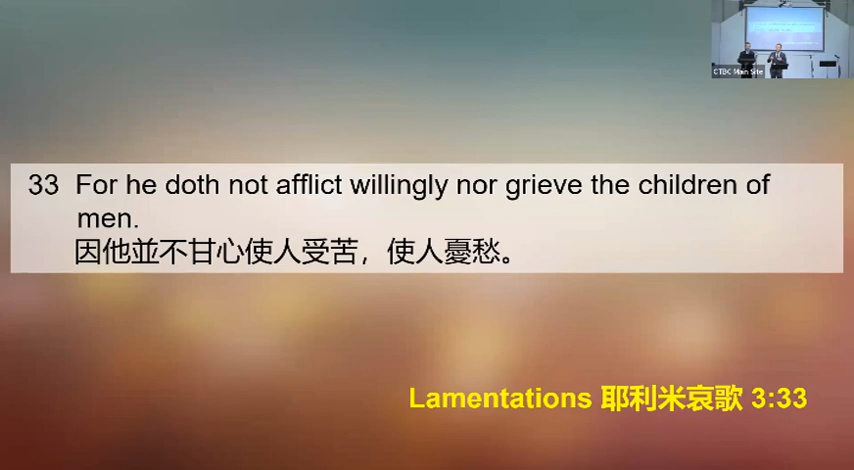 CTBC Main Site
33 For he doth not afflict willingly nor grieve the children of
men.
因他並不甘心使人受苦，使人憂愁。
Lamentations 耶利米哀歌 3:33